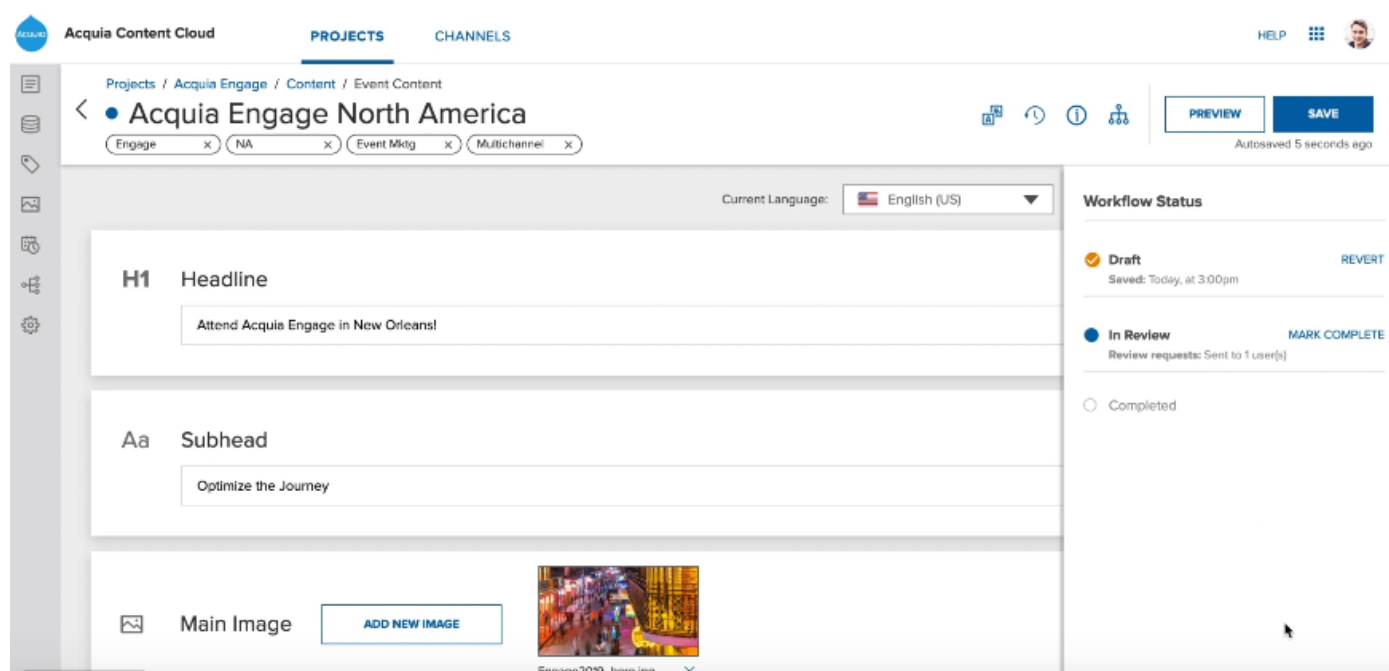 Acquia
Acquia Content Cloud
PROJECTS
CHANNELS
HELP
Projects / Acquia Engage / Content / Event Content
Acquia Engage North America
Engage x
NA x
Event Mktg x
Multichannel x
PREVIEW
SAVE
Autosaved 5 seconds ago
Current Language:
English (US)
Workflow Status
Draft
REVERT
Saved: Today, at 3:00pm
In Review
MARK COMPLETE
Review requests: Sent to 1 user(s)
Completed
H1 Headline
Attend Acquia Engage in New Orleans!
Aa Subhead
Optimize the Journey
Main Image
ADD NEW IMAGE